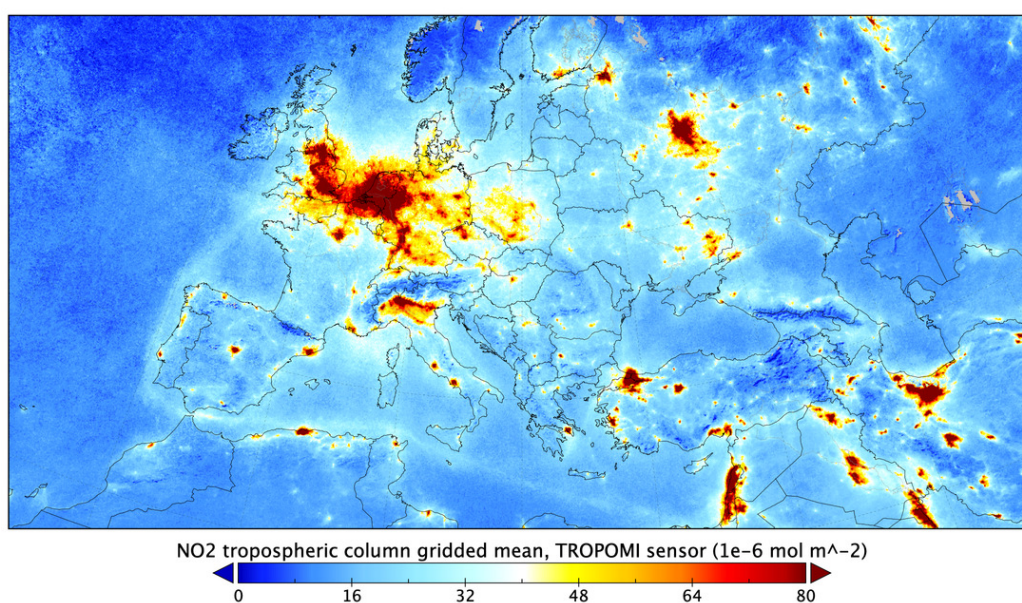 NO2 tropospheric column gridded mean, TROPOMI sensor (1e-6 mol m^-2)
0 16 32 48 64 80